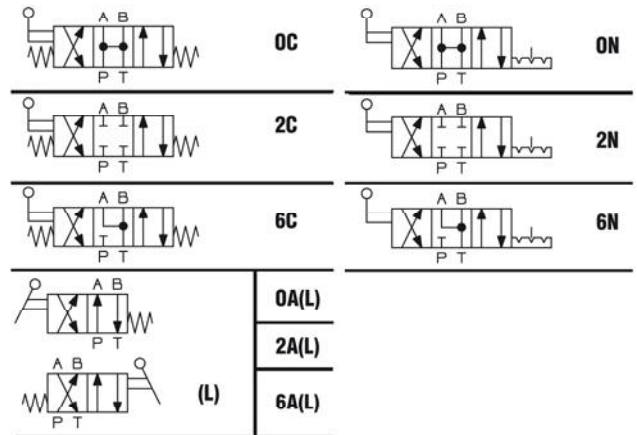 A B
0C
P T
A B
0N
P T
A B
2C
P T
A B
2N
P T
A B
6C
P T
A B
6N
P T
A B
P T
0A(L)
2A(L)
A B
(L)
6A(L)
P T